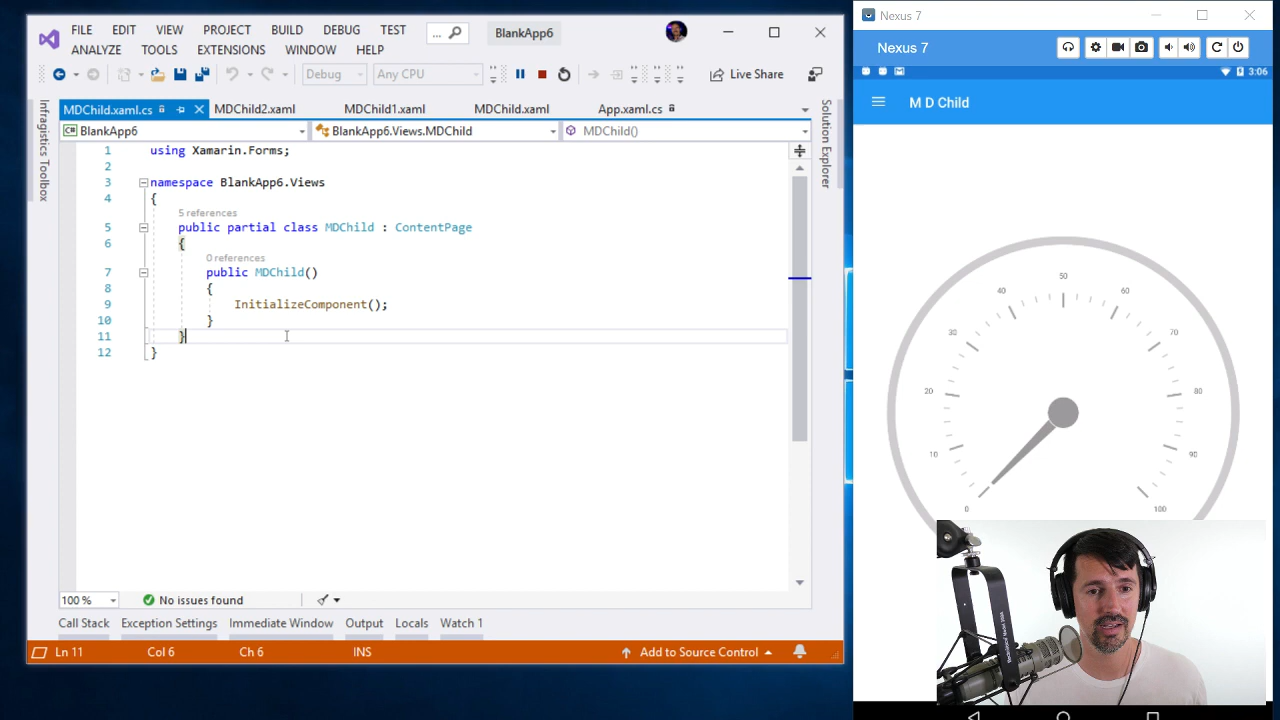 FILE EDIT VIEW PROJECT BUILD DEBUG TEST
ANALYZE TOOLS EXTENSIONS WINDOW HELP
...
BlankApp6
Debug
Any CPU
Live Share
Infragistics Toolbox
MDChild.xaml.cs
MDChild2.xaml
MDChild1.xaml
MDChild.xaml
App.xaml.cs
Solution Explorer
BlankApp6
BlankApp6.Views.MDChild
MDChild()
1 using Xamarin.Forms;
2
3 namespace BlankApp6.Views
4 {
5 references
5 public partial class MDChild : ContentPage
6 {
0 references
7 public MDChild()
8 {
9 InitializeComponent();
10 }
11 }
12 }
100 %
No issues found
Call Stack Exception Settings Immediate Window Output Locals Watch 1
Ln 11 Col 6 Ch 6 INS Add to Source Control
Nexus 7
Nexus 7
3:06
M D Child
0
10
20
30
40
50
60
70
80
90
100